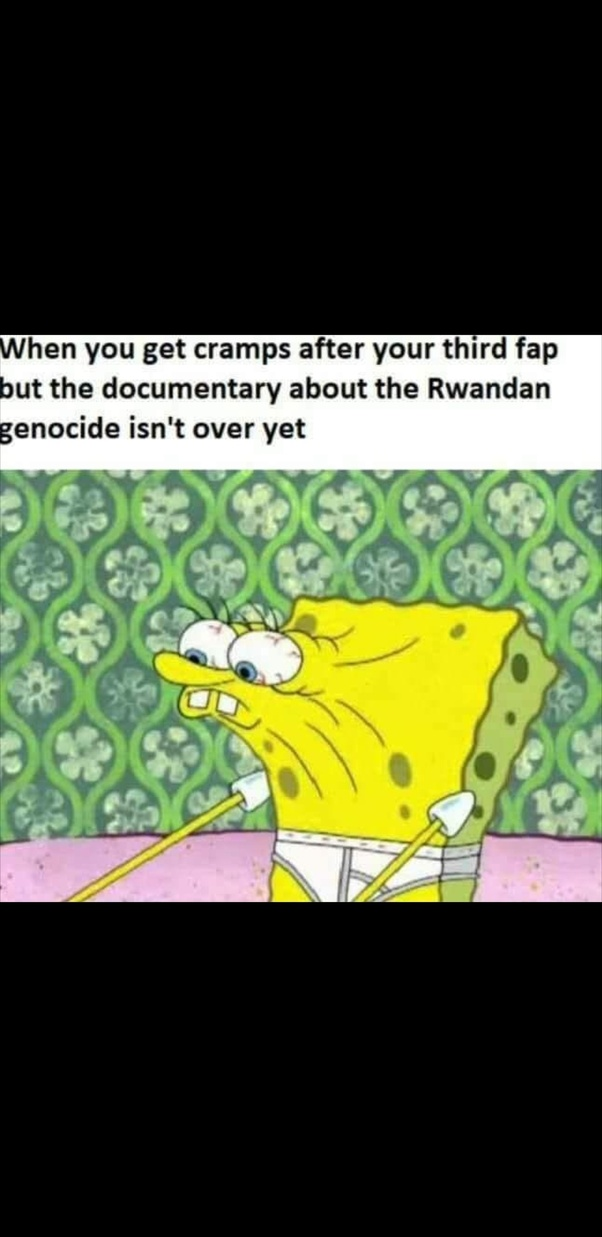 When you get cramps after your third fap
but the documentary about the Rwandan
genocide isn't over yet